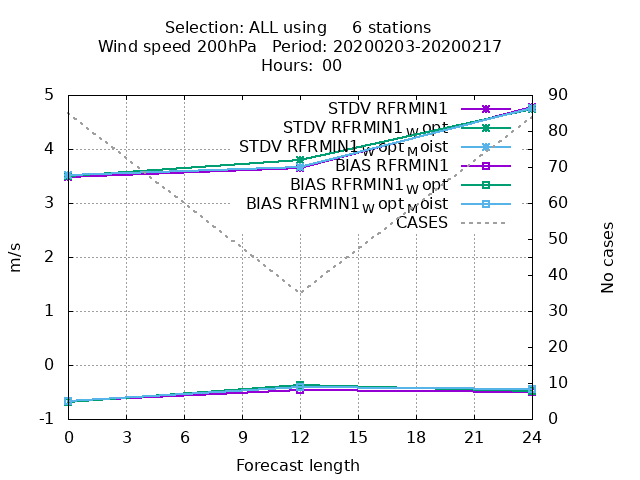 Selection: ALL using 6 stations
Wind speed 200hPa Period: 20200203-20200217
Hours: 00
STDV RFRMIN1
STDV RFRMIN1_W opt
STDV RFRMIN1_W opt_M oist
BIAS RFRMIN1
BIAS RFRMIN1_W opt
BIAS RFRMIN1_W opt_M oist
CASES
5
4
3
2
1
0
-1
m/s
90
80
70
60
50
40
30
20
10
0
No cases
0 3 6 9 12 15 18 21 24
Forecast length